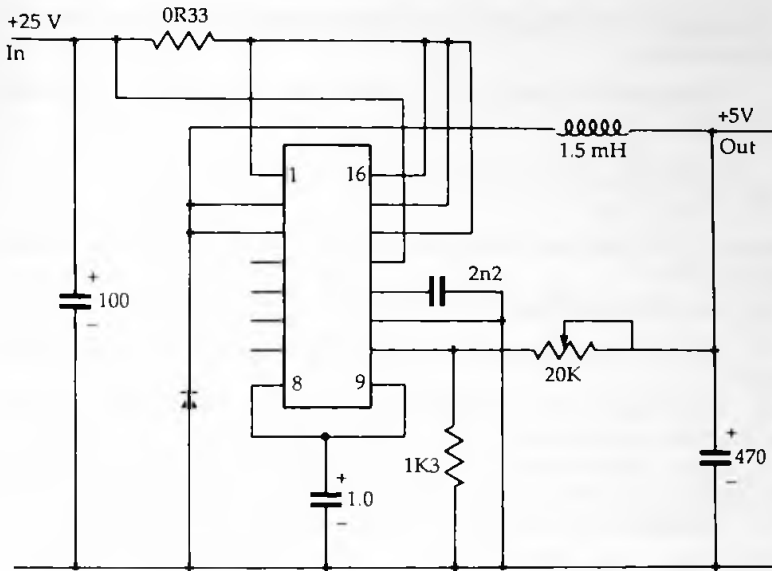 +25 V
In
0R33
+5V
Out
1.5 mH
1
16
2n2
+
100
−
20K
8
9
1K3
+
470
−
+
1.0
−